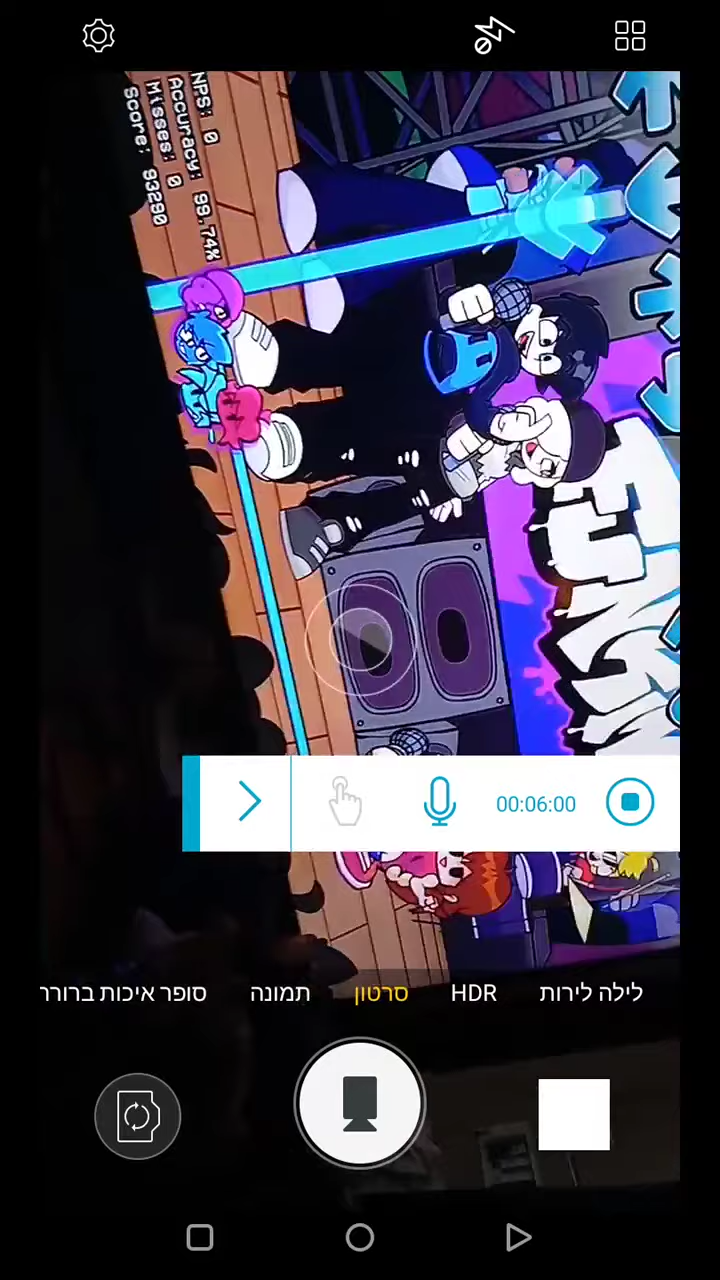 NPS: 0
Accuracy: 99.74%
Misses: 0
Score: 93290
00:06:00
לילה לירות
HDR
סרטון
תמונה
סופר איכות ברורר